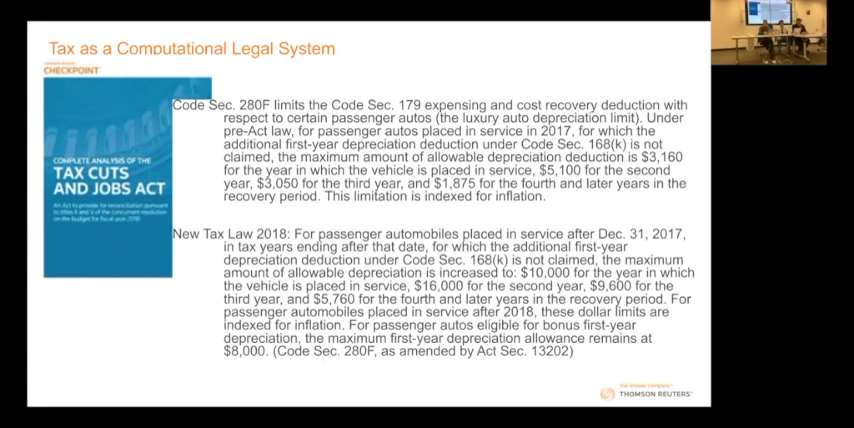 Tax as a Computational Legal System
THOMSON REUTERS
CHECKPOINT
COMPLETE ANALYSIS OF THE
TAX CUTS
AND JOBS ACT
An Act to provide for reconciliation pursuant
to titles II and V of the concurrent resolution
on the budget for fiscal year 2018
Code Sec. 280F limits the Code Sec. 179 expensing and cost recovery deduction with
respect to certain passenger autos (the luxury auto depreciation limit). Under
pre-Act law, for passenger autos placed in service in 2017, for which the
additional first-year depreciation deduction under Code Sec. 168(k) is not
claimed, the maximum amount of allowable depreciation deduction is $3,160
for the year in which the vehicle is placed in service, $5,100 for the second
year, $3,050 for the third year, and $1,875 for the fourth and later years in the
recovery period. This limitation is indexed for inflation.
New Tax Law 2018: For passenger automobiles placed in service after Dec. 31, 2017,
in tax years ending after that date, for which the additional first-year
depreciation deduction under Code Sec. 168(k) is not claimed, the maximum
amount of allowable depreciation is increased to: $10,000 for the year in which
the vehicle is placed in service, $16,000 for the second year, $9,600 for the
third year, and $5,760 for the fourth and later years in the recovery period. For
passenger automobiles placed in service after 2018, these dollar limits are
indexed for inflation. For passenger autos eligible for bonus first-year
depreciation, the maximum first-year depreciation allowance remains at
$8,000. (Code Sec. 280F, as amended by Act Sec. 13202)
the answer company™
THOMSON REUTERS®